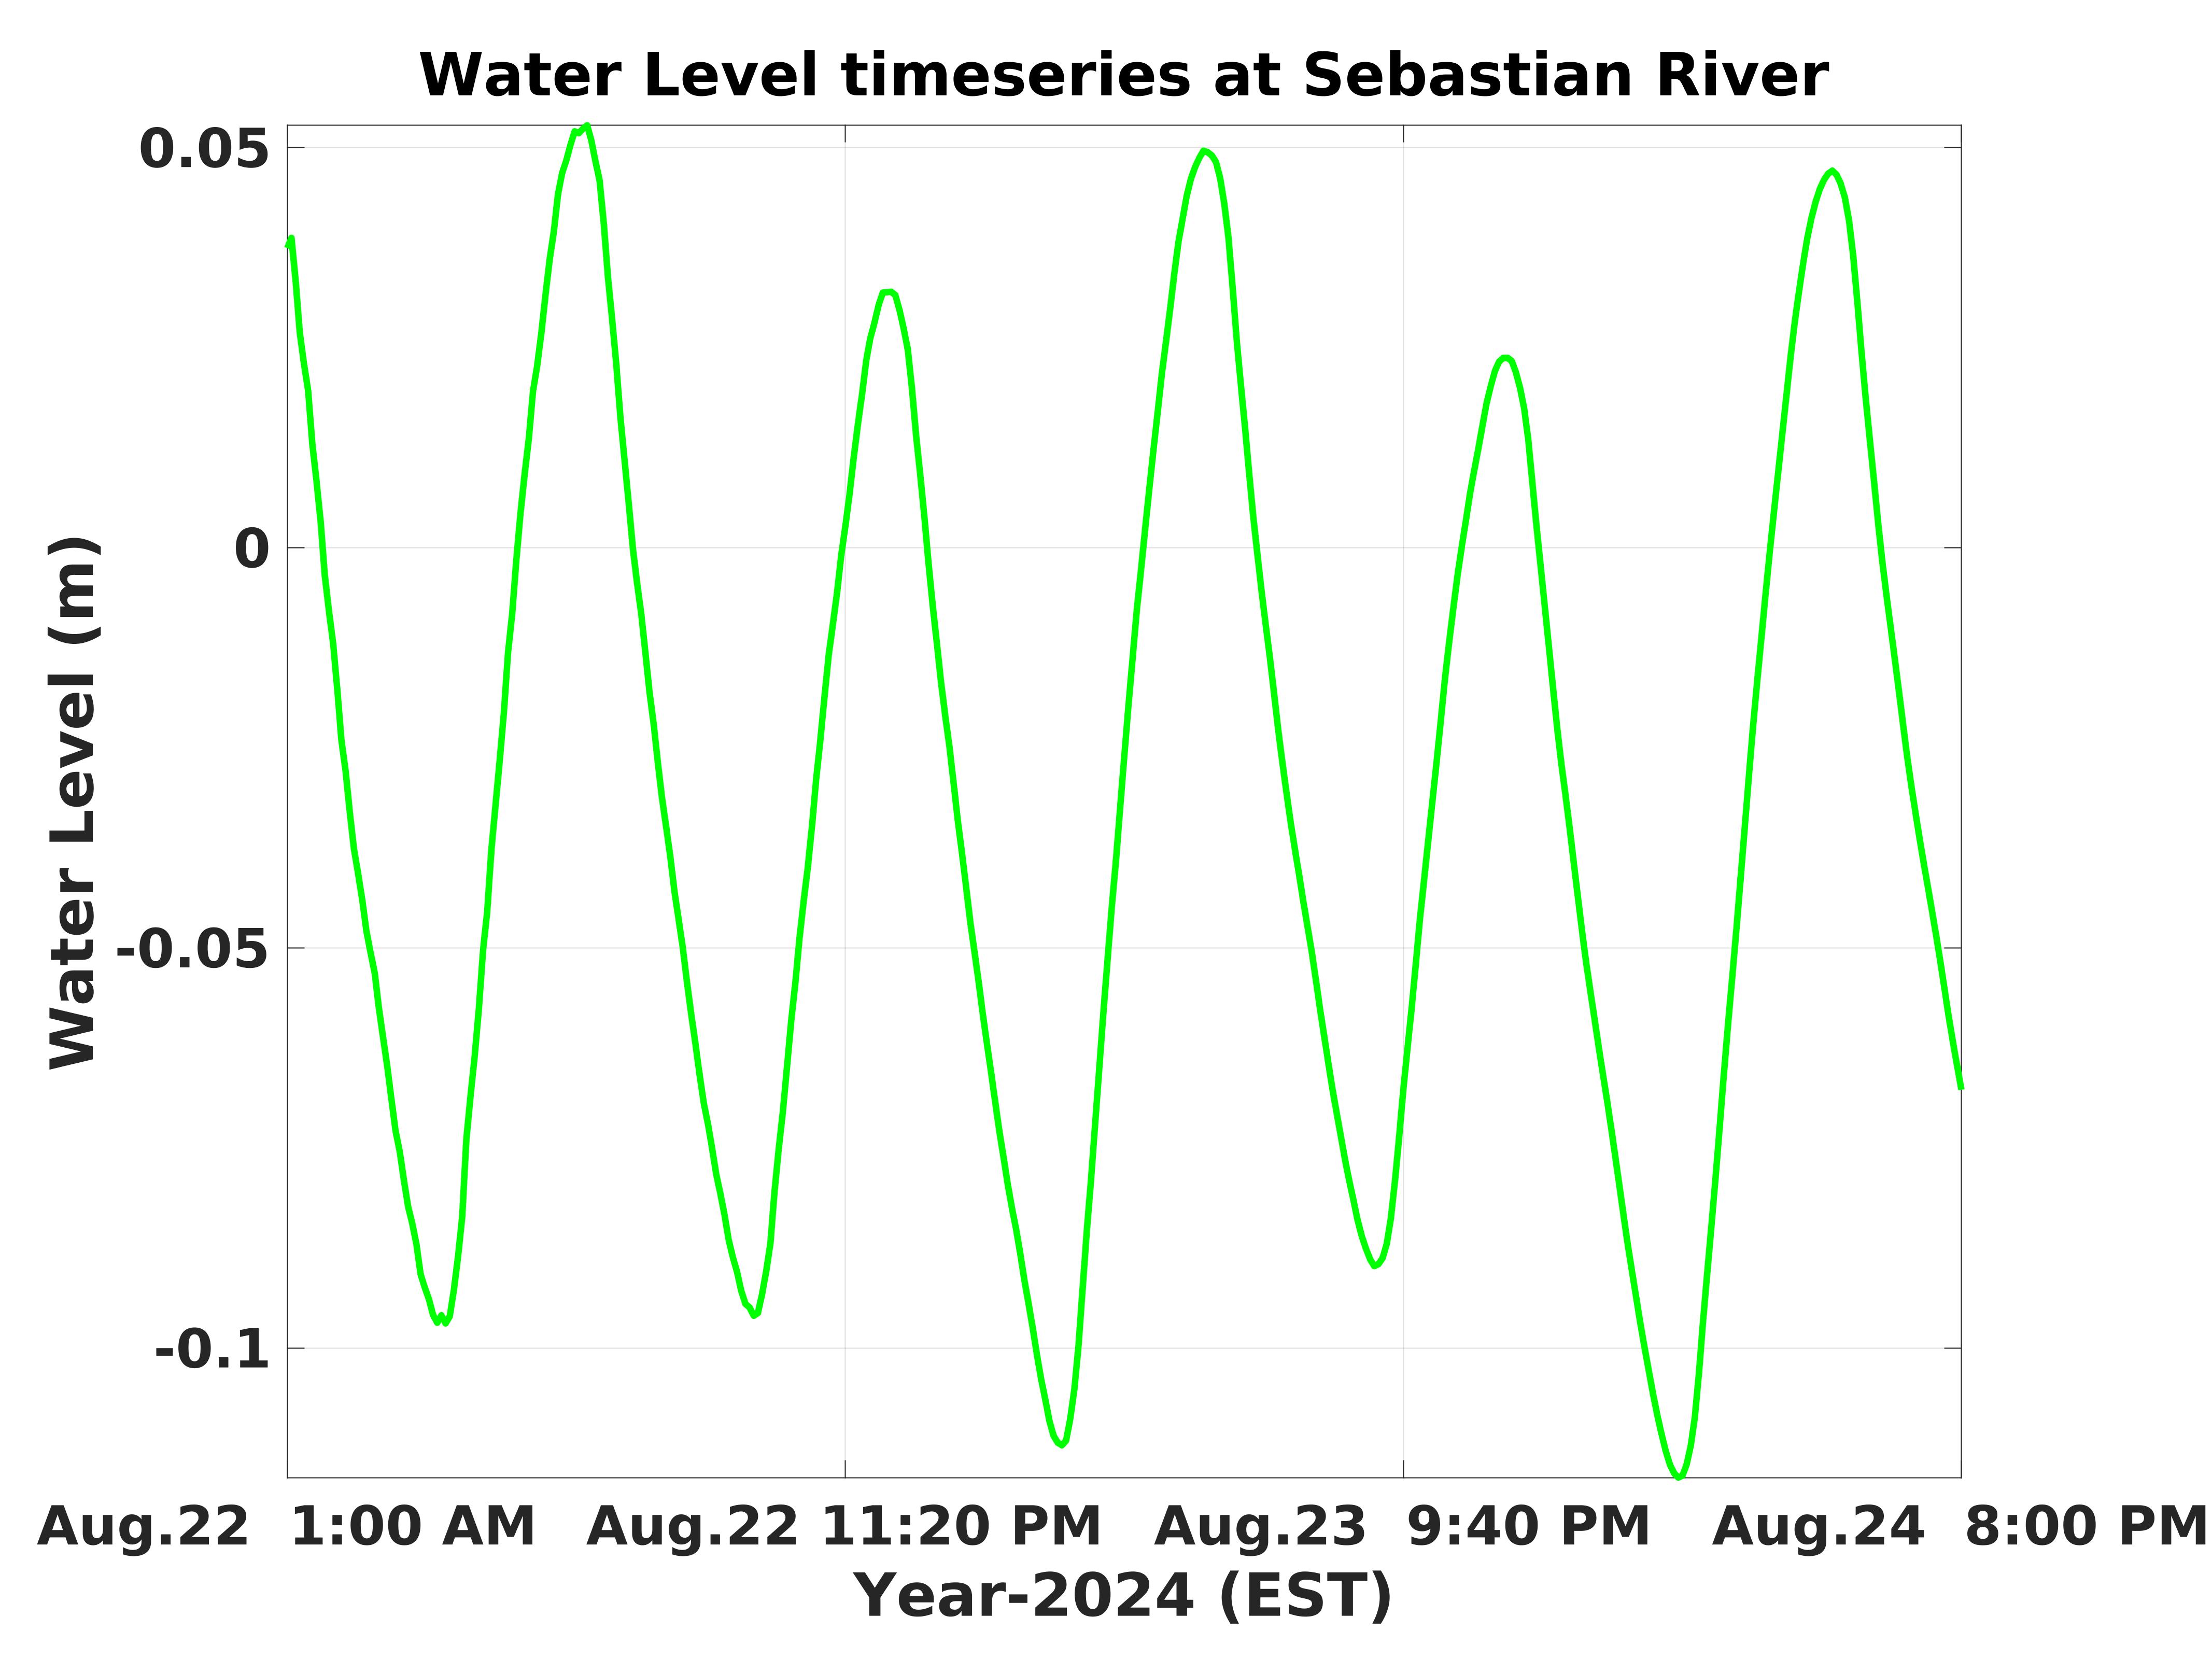 Water Level timeseries at Sebastian River
0.05
0
-0.05
-0.1
Water Level (m)
Aug.22  1:00 AM
Aug.22 11:20 PM
Aug.23  9:40 PM
Aug.24  8:00 PM
Year-2024 (EST)